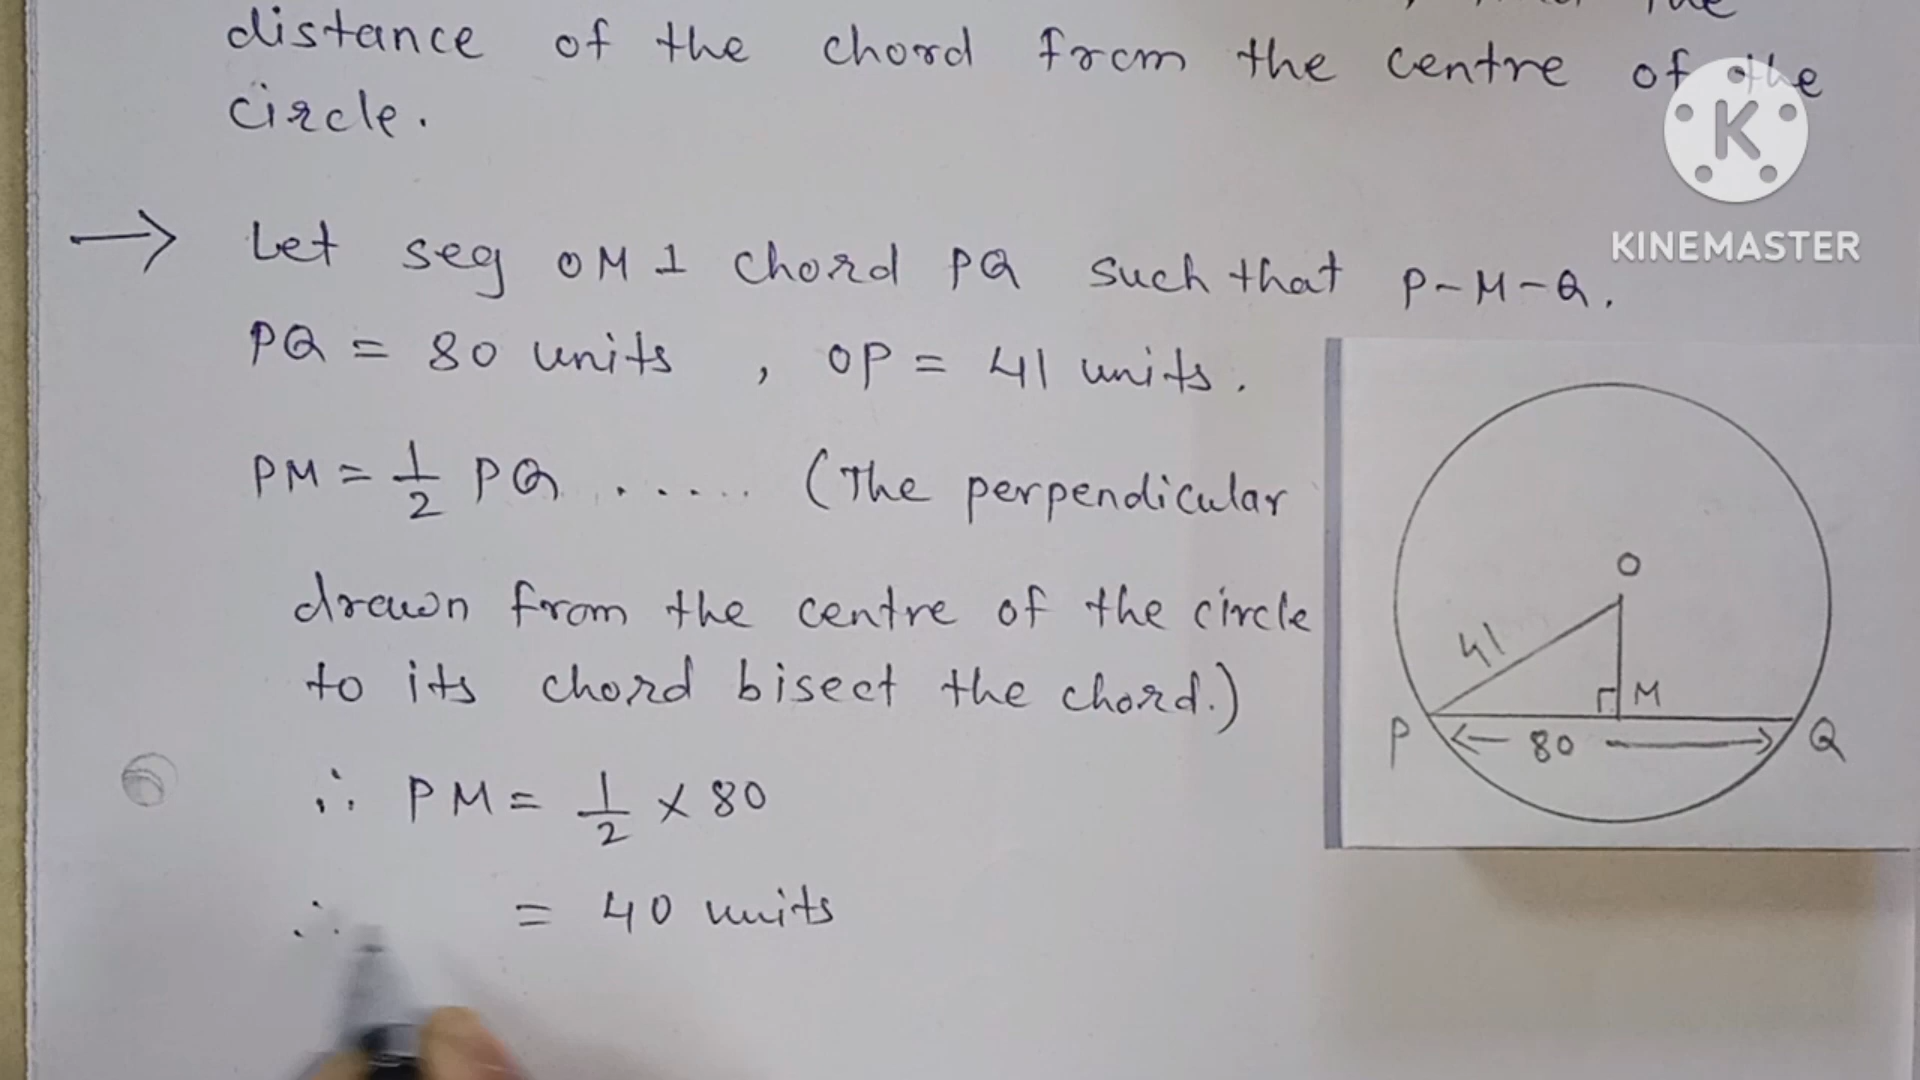 the
distance of the chord from the centre of the
circle.
K
KINEMASTER
→ Let seg OM ⊥ chord PQ such that P-M-Q.
PQ = 80 units , OP = 41 units.
PM = 1/2 PQ ...... (The perpendicular
drawn from the centre of the circle
to its chord bisect the chord.)
∴ PM = 1/2 × 80
∴ = 40 units
O
41
M
P ← 80 → Q